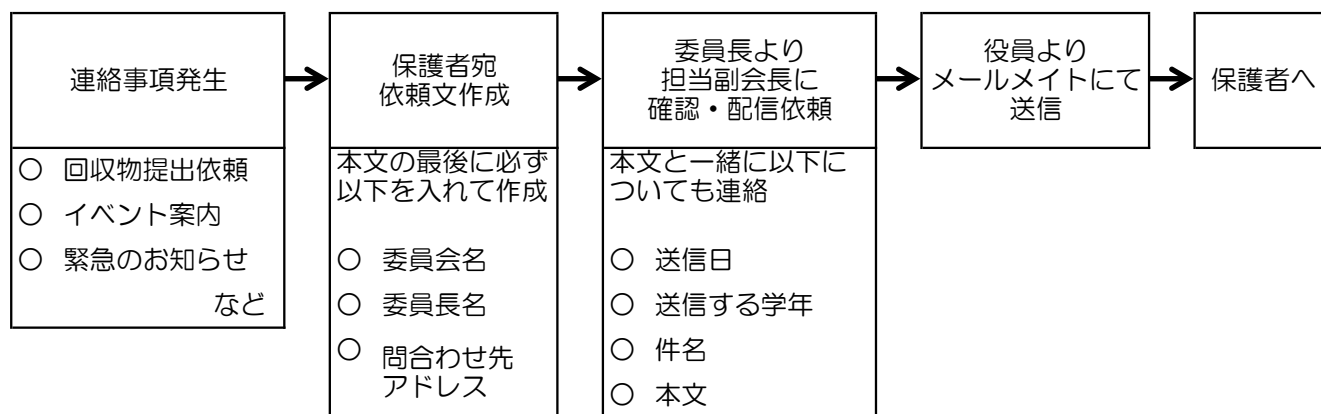 連絡事項発生
○ 回収物提出依頼
○ イベント案内
○ 緊急のお知らせ
など
保護者宛
依頼文作成
本文の最後に必ず
以下を入れて作成
○ 委員会名
○ 委員長名
○ 問合わせ先
アドレス
委員長より
担当副会長に
確認・配信依頼
本文と一緒に以下に
ついても連絡
○ 送信日
○ 送信する学年
○ 件名
○ 本文
役員より
メールメイトにて
送信
保護者へ